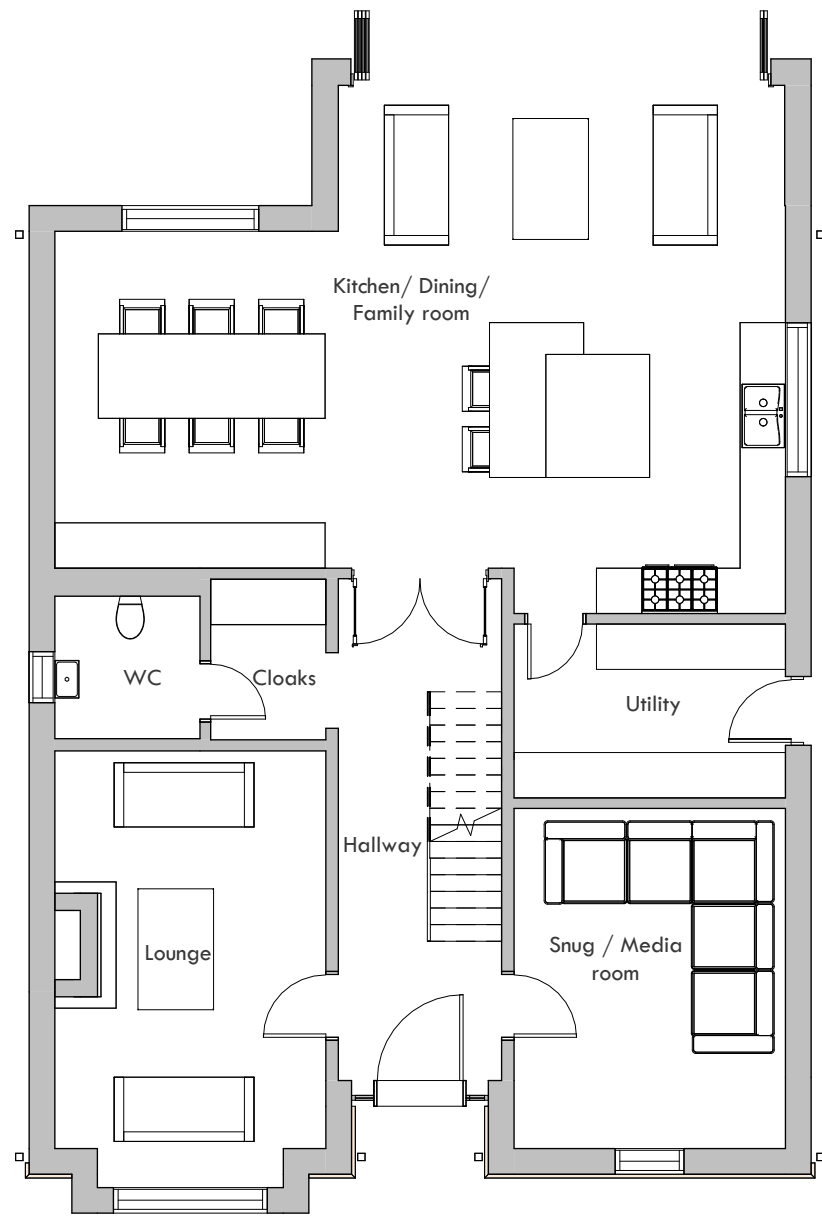 Kitchen/ Dining/
Family room
WC
Cloaks
Utility
Hallway
Lounge
Snug / Media
room